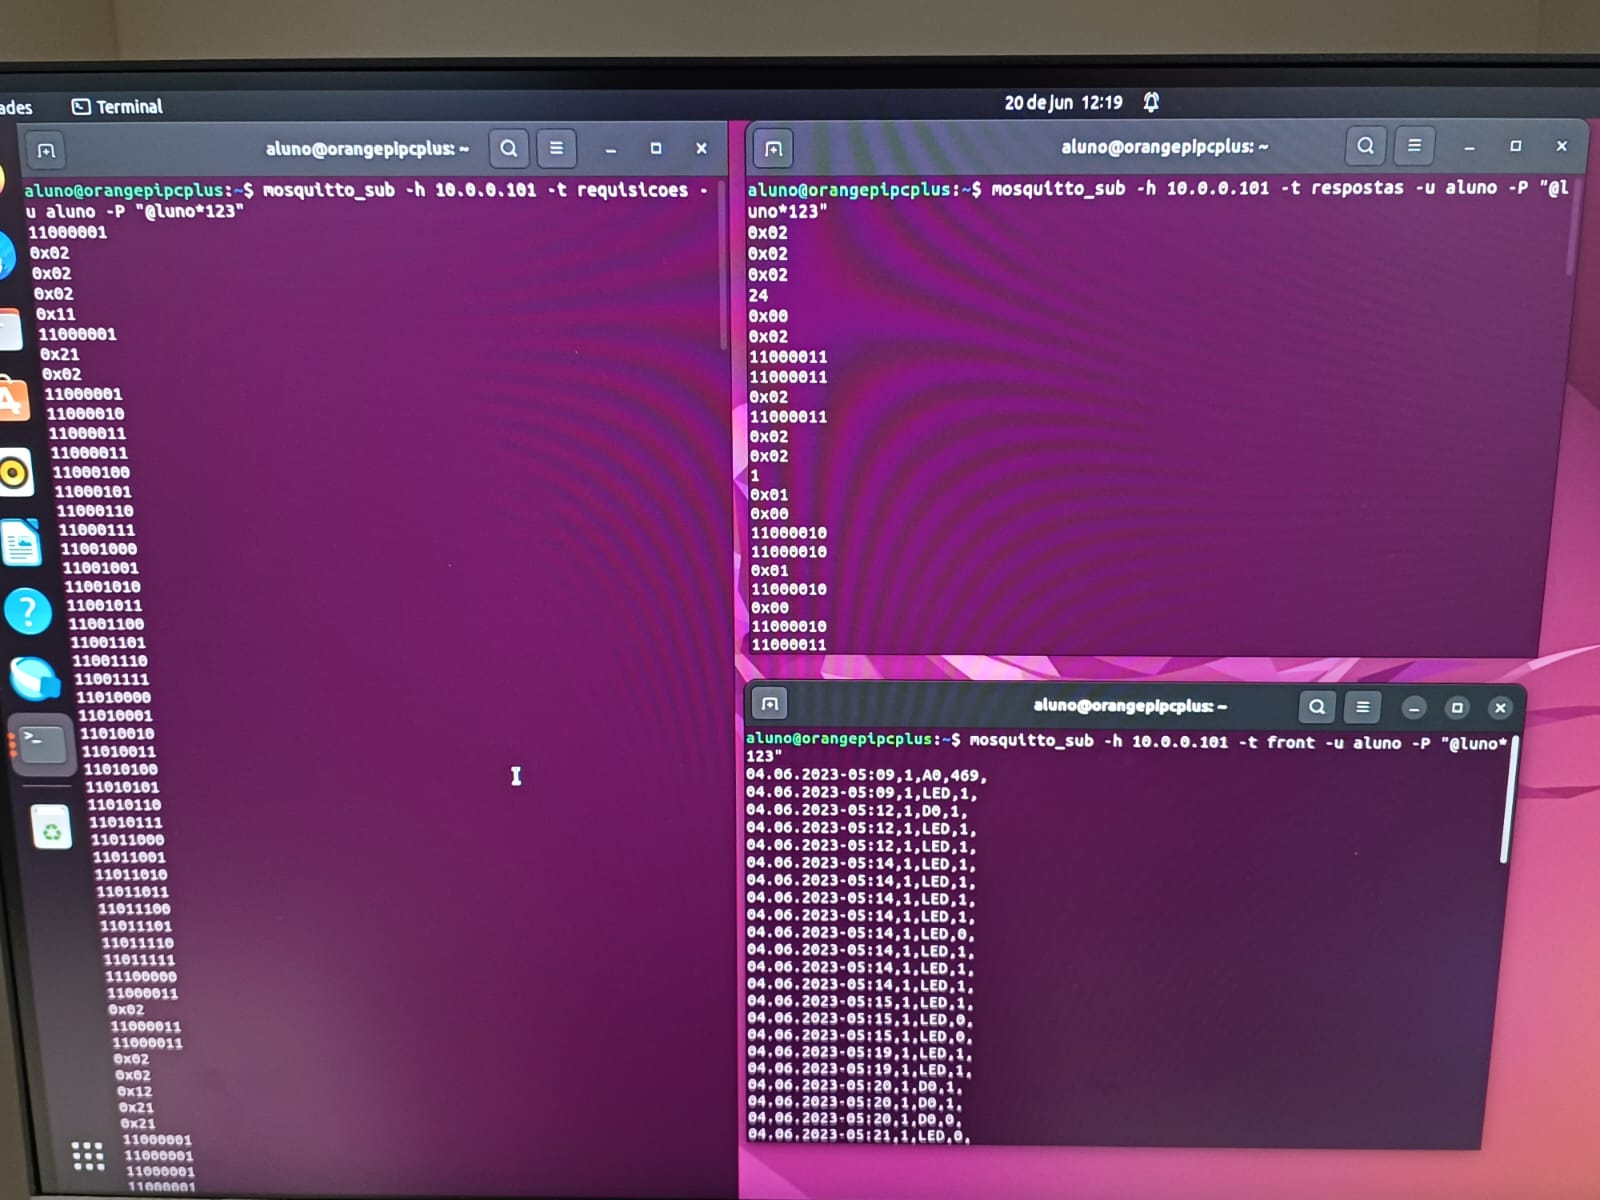 ades
Terminal
20 de Jun 12:19
aluno@orangepipcplus: ~
aluno@orangepipcplus:~$ mosquitto_sub -h 10.0.0.101 -t requisicoes -
u aluno -P "@luno*123"
11000001
0x02
0x02
0x02
0x11
11000001
0x21
0x02
11000001
11000010
11000011
11000011
11000100
11000101
11000110
11000111
11001000
11001001
11001010
11001011
11001100
11001101
11001110
11001111
11010000
11010001
11010010
11010011
11010100
11010101
11010110
11010111
11011000
11011001
11011010
11011011
11011100
11011101
11011110
11011111
11100000
11000011
0x02
11000011
11000011
0x02
0x02
0x12
0x21
0x21
11000001
11000001
11000001
11000001
aluno@orangepipcplus: ~
aluno@orangepipcplus:~$ mosquitto_sub -h 10.0.0.101 -t respostas -u aluno -P "@l
uno*123"
0x02
0x02
0x02
24
0x00
0x02
11000011
11000011
0x02
11000011
0x02
0x02
1
0x01
0x00
11000010
11000010
0x01
11000010
0x00
11000010
11000011
aluno@orangepipcplus: ~
aluno@orangepipcplus:~$ mosquitto_sub -h 10.0.0.101 -t front -u aluno -P "@luno*
123"
04.06.2023-05:09,1,A0,469,
04.06.2023-05:09,1,LED,1,
04.06.2023-05:12,1,D0,1,
04.06.2023-05:12,1,LED,1,
04.06.2023-05:12,1,LED,1,
04.06.2023-05:14,1,LED,1,
04.06.2023-05:14,1,LED,1,
04.06.2023-05:14,1,LED,1,
04.06.2023-05:14,1,LED,1,
04.06.2023-05:14,1,LED,0,
04.06.2023-05:14,1,LED,1,
04.06.2023-05:14,1,LED,1,
04.06.2023-05:14,1,LED,1,
04.06.2023-05:15,1,LED,1,
04.06.2023-05:15,1,LED,0,
04.06.2023-05:15,1,LED,0,
04.06.2023-05:19,1,LED,1,
04.06.2023-05:19,1,LED,1,
04.06.2023-05:20,1,D0,1,
04.06.2023-05:20,1,D0,1,
04.06.2023-05:20,1,D0,0,
04.06.2023-05:21,1,LED,0,